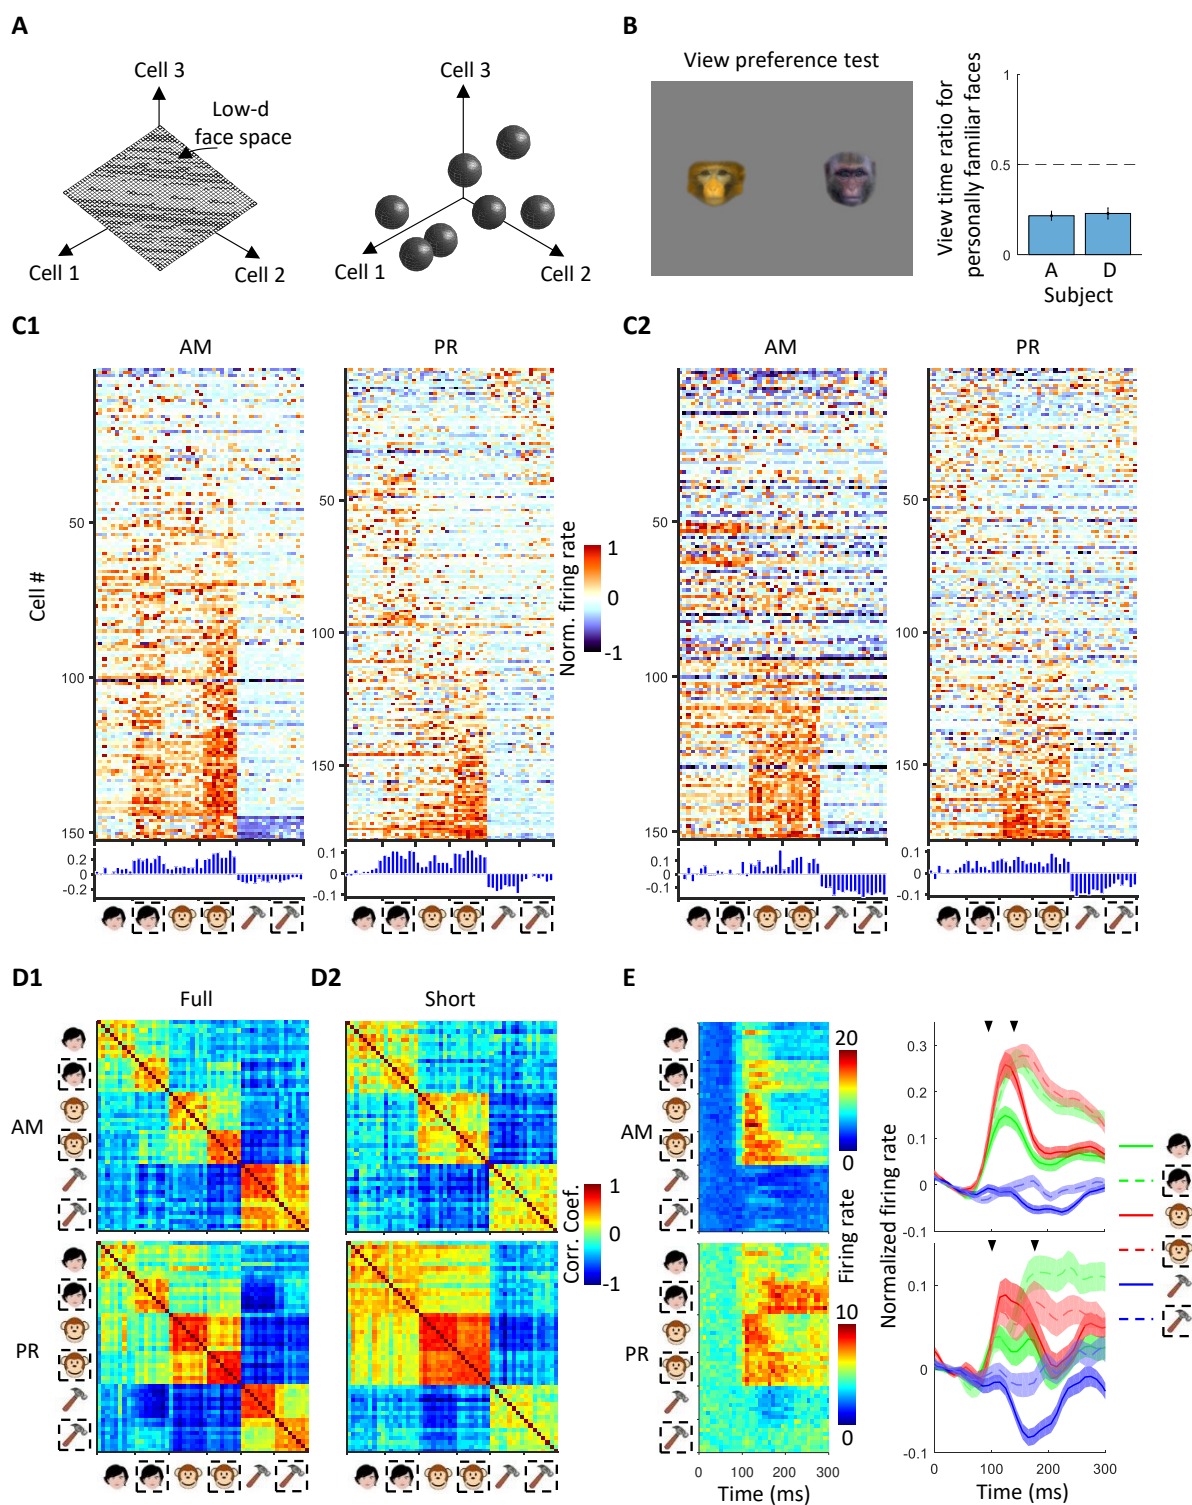 A
Cell 3
Low-d
face space
Cell 1
Cell 2
Cell 3
Cell 1
Cell 2
B
View preference test
View time ratio for
personally familiar faces
1
0.5
0
A
D
Subject
C1
AM
PR
Cell #
50
100
150
50
100
150
Norm. firing rate
1
0
-1
0.2
0
-0.2
0.1
0
-0.1
C2
AM
PR
50
100
150
50
100
150
0.1
0
-0.1
0.1
0
-0.1
D1
Full
D2
Short
AM
PR
Corr. Coef.
1
0
-1
E
AM
PR
20
0
Firing rate
10
0
0
100
200
300
Time (ms)
Normalized firing rate
0.3
0.2
0.1
0
-0.1
0.1
0
-0.1
0
100
200
300
Time (ms)